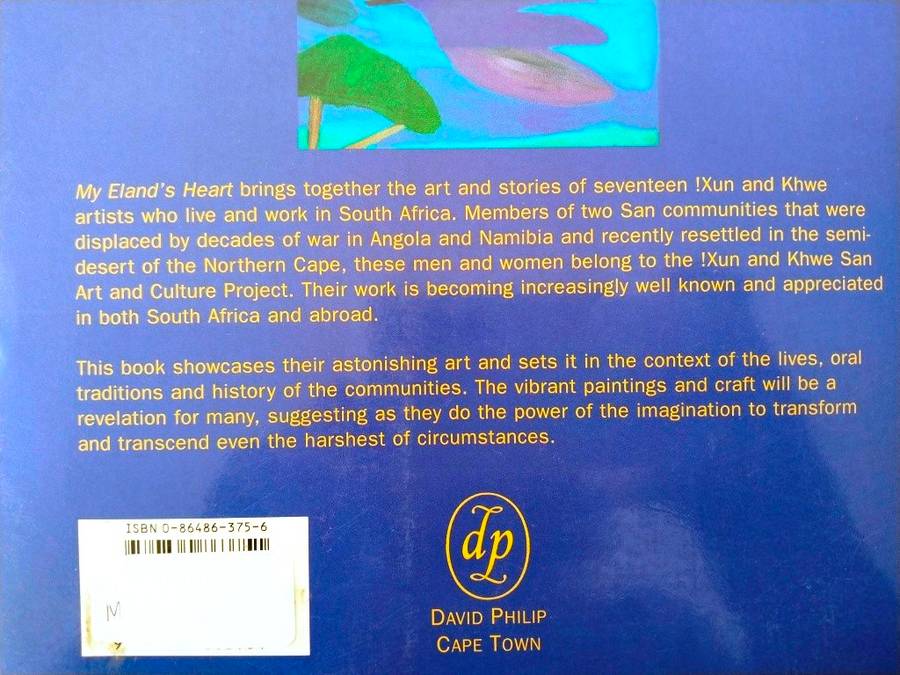 My Eland's Heart brings together the art and stories of seventeen !Xun and Khwe
artists who live and work in South Africa. Members of two San communities that were
displaced by decades of war in Angola and Namibia and recently resettled in the semi-
desert of the Northern Cape, these men and women belong to the !Xun and Khwe San
Art and Culture Project. Their work is becoming increasingly well known and appreciated
in both South Africa and abroad.
This book showcases their astonishing art and sets it in the context of the lives, oral
traditions and history of the communities. The vibrant paintings and craft will be a
revelation for many, suggesting as they do the power of the imagination to transform
and transcend even the harshest of circumstances.
ISBN 0-86486-375-6
M
dp
DAVID PHILIP
CAPE TOWN